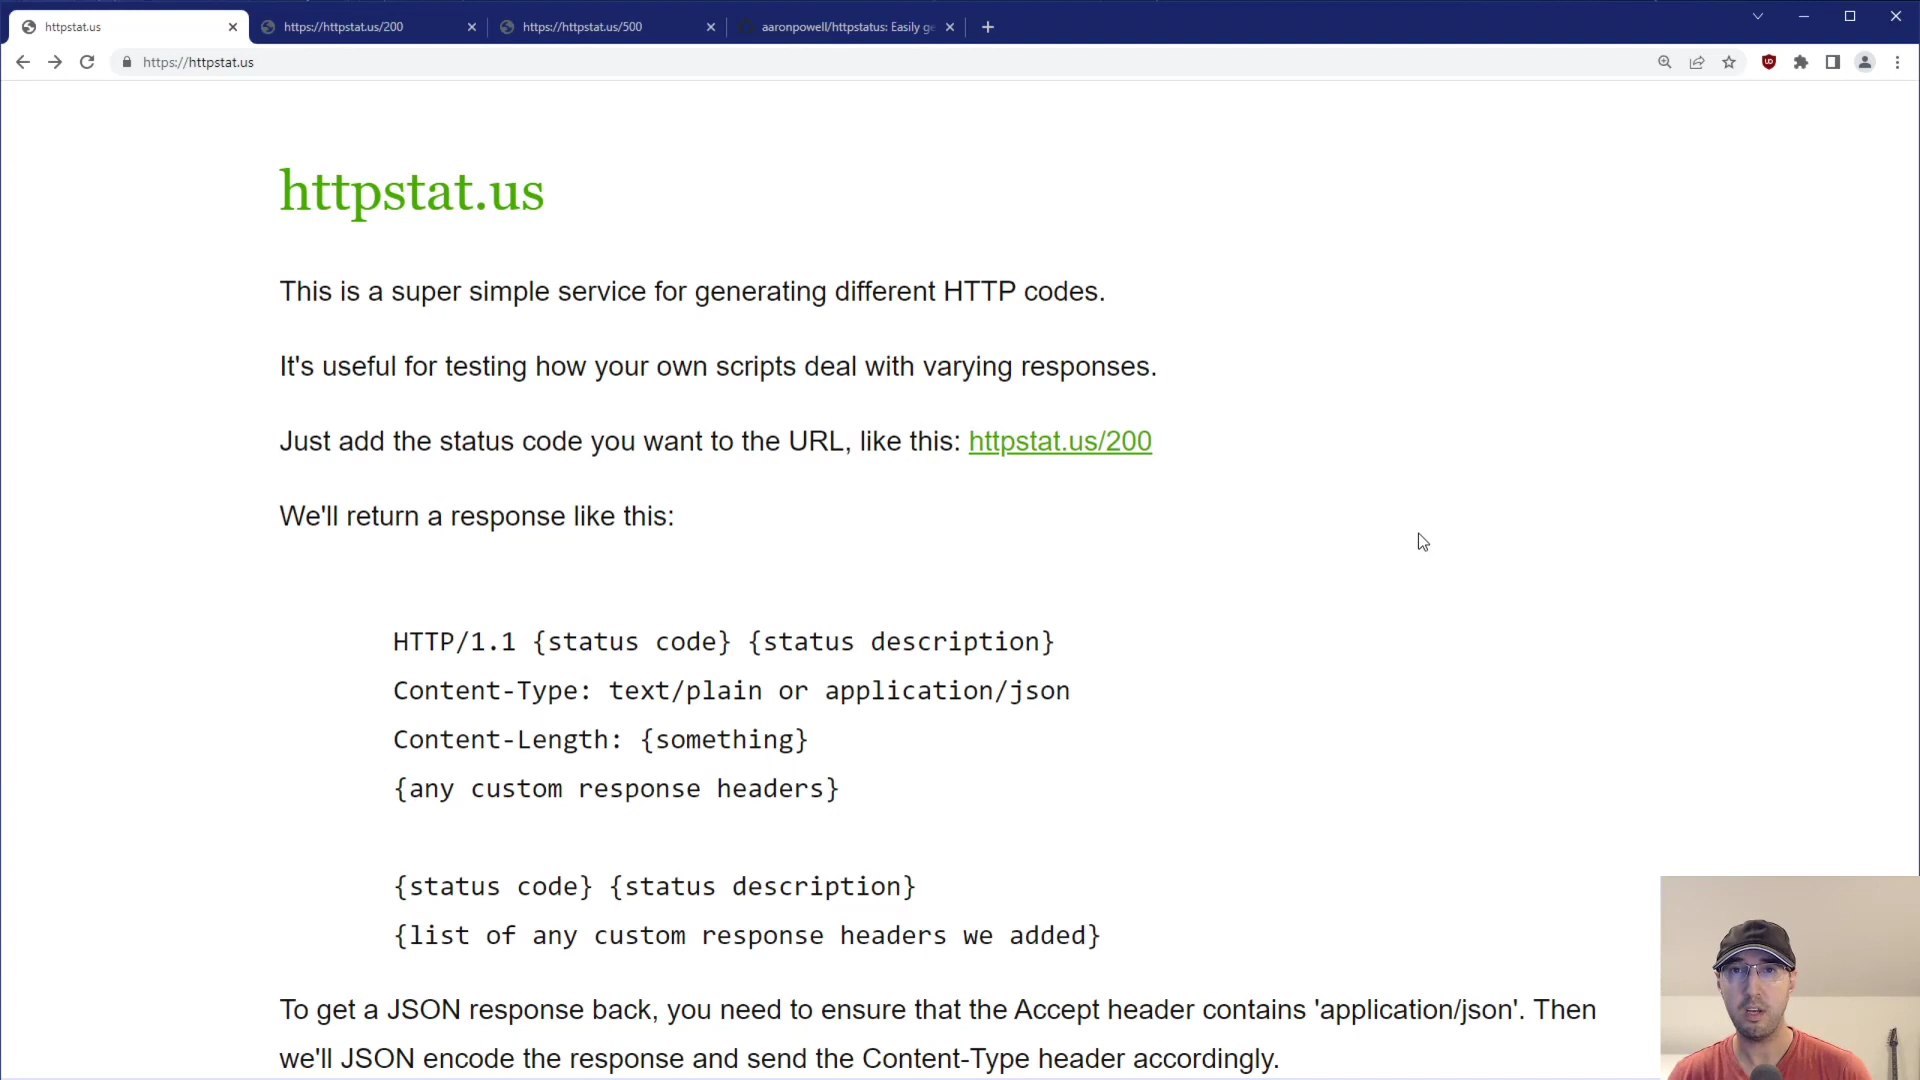 httpstat.us
https://httpstat.us/200
https://httpstat.us/500
aaronpowell/httpstatus: Easily ge
https://httpstat.us
httpstat.us
This is a super simple service for generating different HTTP codes.
It's useful for testing how your own scripts deal with varying responses.
Just add the status code you want to the URL, like this: httpstat.us/200
We'll return a response like this:
HTTP/1.1 {status code} {status description}
Content-Type: text/plain or application/json
Content-Length: {something}
{any custom response headers}
{status code} {status description}
{list of any custom response headers we added}
To get a JSON response back, you need to ensure that the Accept header contains 'application/json'. Then
we'll JSON encode the response and send the Content-Type header accordingly.